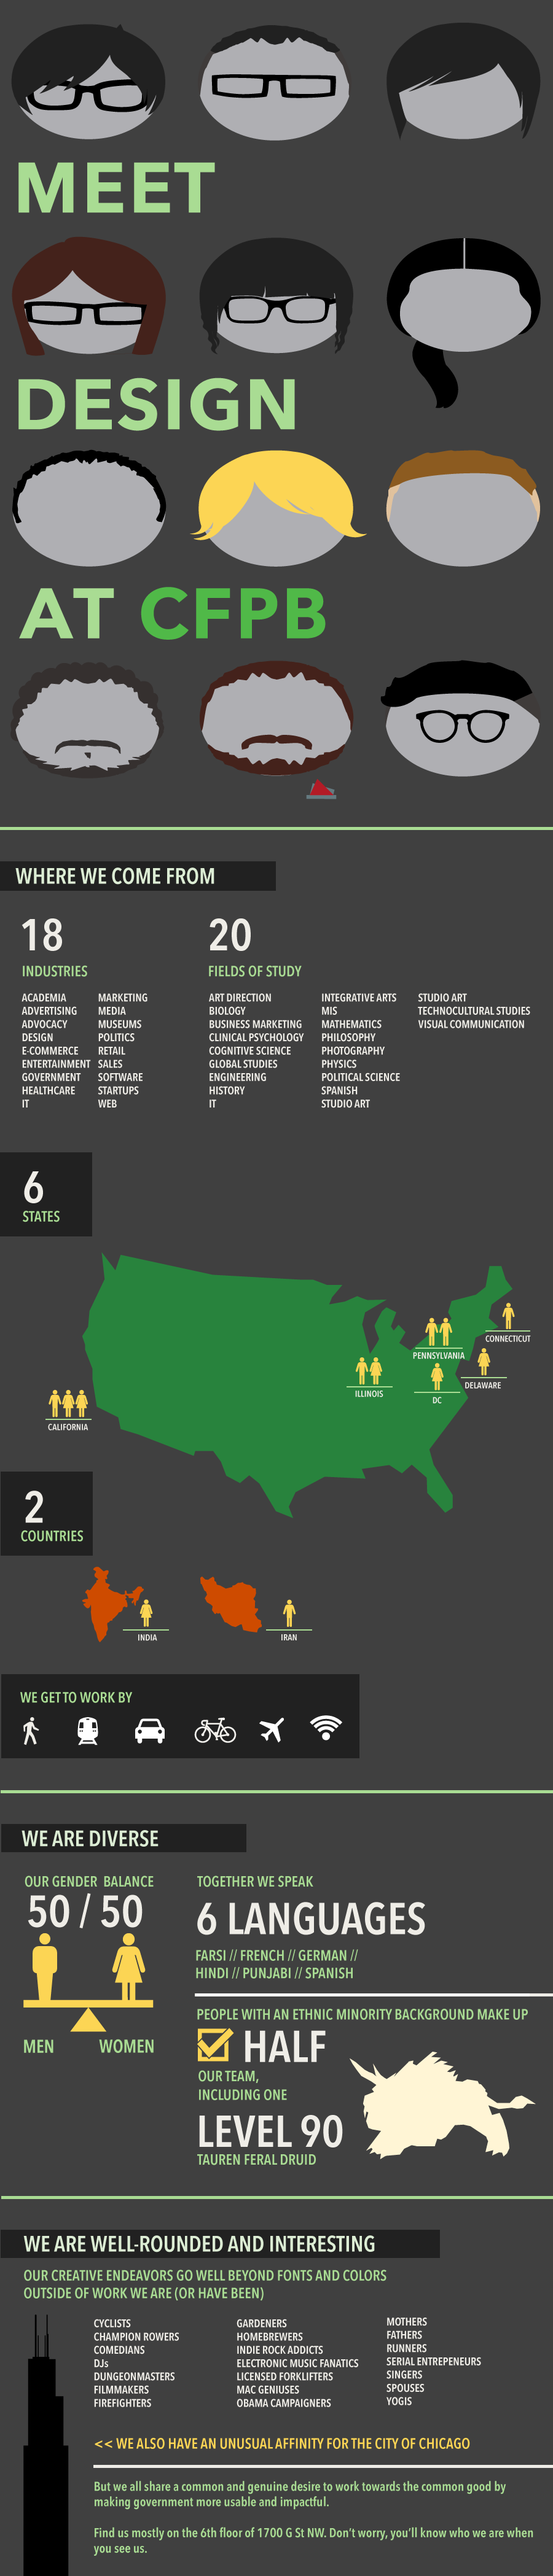 MEET
DESIGN
AT CFPB
WHERE WE COME FROM
18
INDUSTRIES
ACADEMIA
ADVERTISING
ADVOCACY
DESIGN
E-COMMERCE
ENTERTAINMENT
GOVERNMENT
HEALTHCARE
IT
MARKETING
MEDIA
MUSEUMS
POLITICS
RETAIL
SALES
SOFTWARE
STARTUPS
WEB
20
FIELDS OF STUDY
ART DIRECTION
BIOLOGY
BUSINESS MARKETING
CLINICAL PSYCHOLOGY
COGNITIVE SCIENCE
GLOBAL STUDIES
ENGINEERING
HISTORY
IT
INTEGRATIVE ARTS
MIS
MATHEMATICS
PHILOSOPHY
PHOTOGRAPHY
PHYSICS
POLITICAL SCIENCE
SPANISH
STUDIO ART
STUDIO ART
TECHNOCULTURAL STUDIES
VISUAL COMMUNICATION
6
STATES
CONNECTICUT
PENNSYLVANIA
DELAWARE
ILLINOIS
DC
CALIFORNIA
2
COUNTRIES
INDIA
IRAN
WE GET TO WORK BY
WE ARE DIVERSE
OUR GENDER BALANCE
50 / 50
MEN
WOMEN
TOGETHER WE SPEAK
6 LANGUAGES
FARSI // FRENCH // GERMAN //
HINDI // PUNJABI // SPANISH
PEOPLE WITH AN ETHNIC MINORITY BACKGROUND MAKE UP
HALF
OUR TEAM,
INCLUDING ONE
LEVEL 90
TAUREN FERAL DRUID
WE ARE WELL-ROUNDED AND INTERESTING
OUR CREATIVE ENDEAVORS GO WELL BEYOND FONTS AND COLORS
OUTSIDE OF WORK WE ARE (OR HAVE BEEN)
CYCLISTS
CHAMPION ROWERS
COMEDIANS
DJs
DUNGEONMASTERS
FILMMAKERS
FIREFIGHTERS
GARDENERS
HOMEBREWERS
INDIE ROCK ADDICTS
ELECTRONIC MUSIC FANATICS
LICENSED FORKLIFTERS
MAC GENIUSES
OBAMA CAMPAIGNERS
MOTHERS
FATHERS
RUNNERS
SERIAL ENTREPENEURS
SINGERS
SPOUSES
YOGIS
<< WE ALSO HAVE AN UNUSUAL AFFINITY FOR THE CITY OF CHICAGO
But we all share a common and genuine desire to work towards the common good by
making government more usable and impactful.
Find us mostly on the 6th floor of 1700 G St NW. Don't worry, you'll know who we are when
you see us.